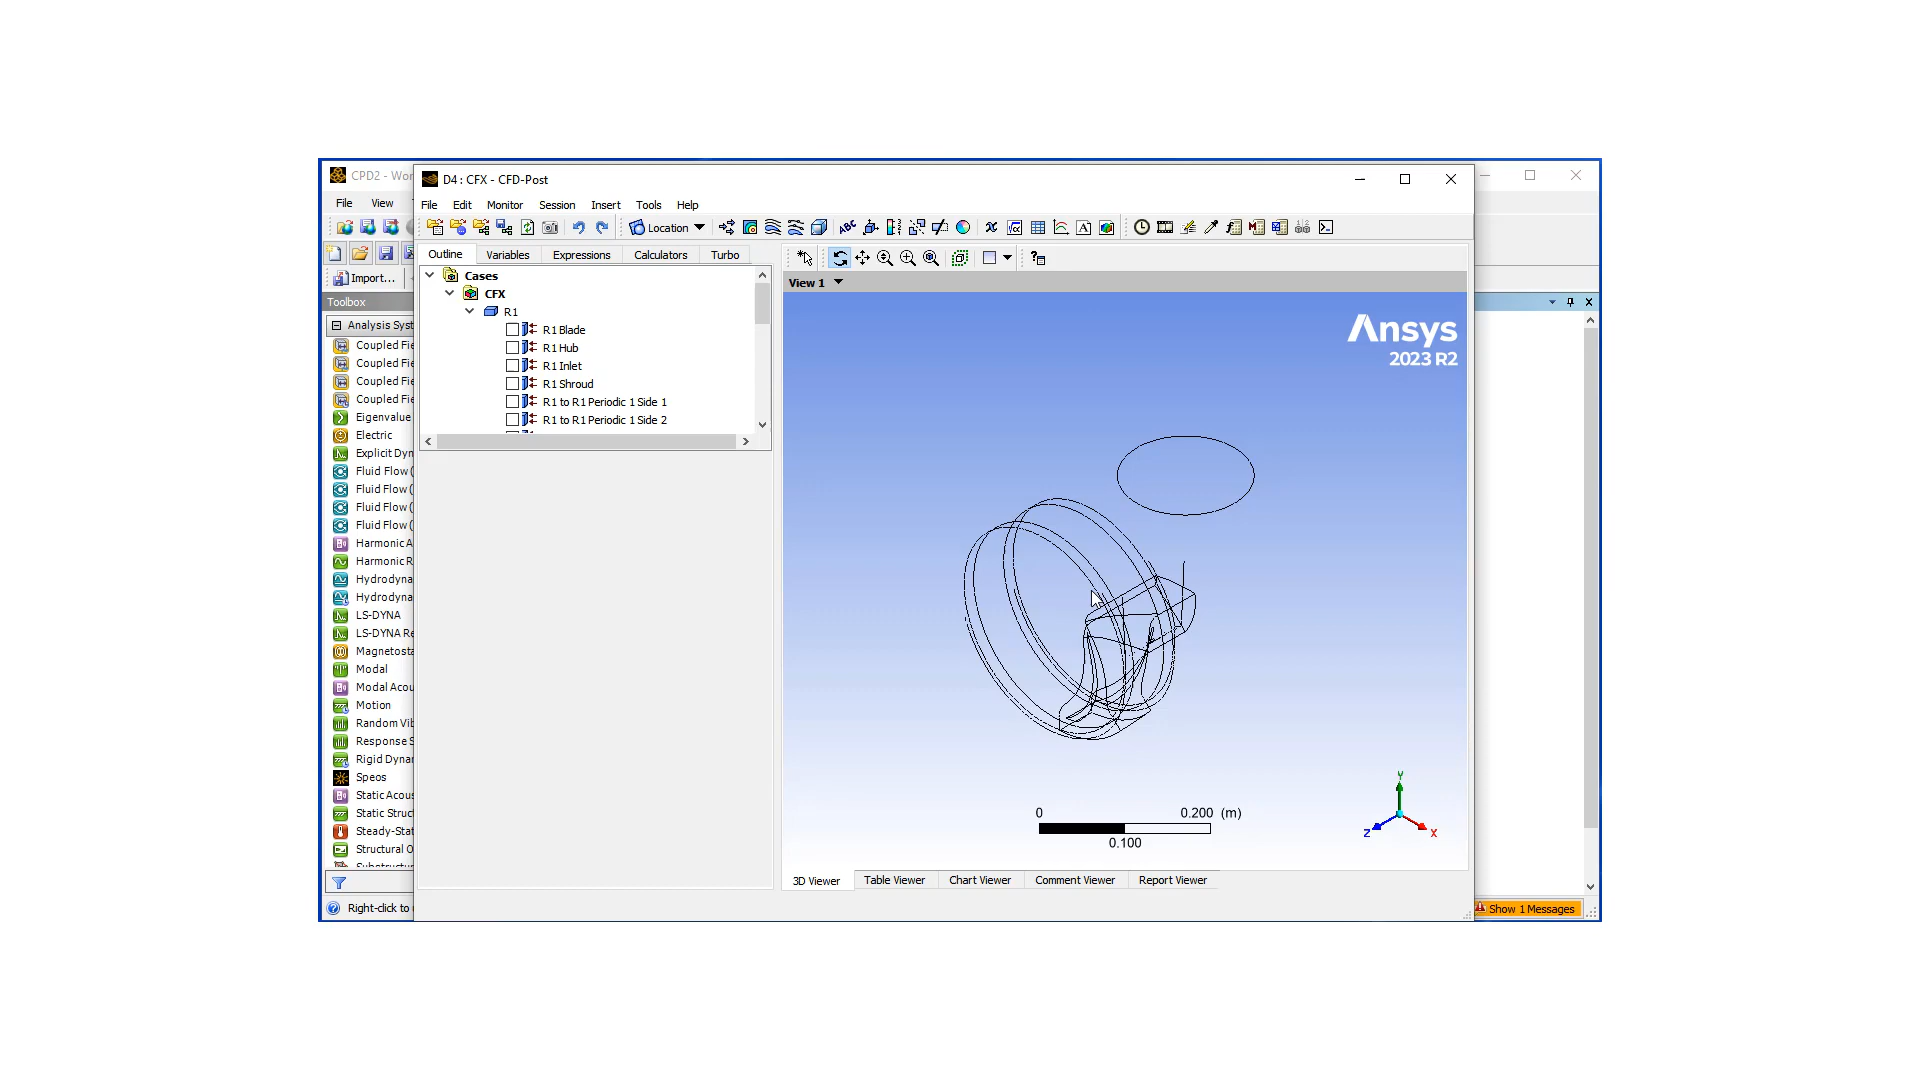 CPD2 - Wor
File
View
Import...
Toolbox
Analysis Syst
Coupled Fie
Coupled Fie
Coupled Fie
Coupled Fie
Eigenvalue
Electric
Explicit Dyn
Fluid Flow (
Fluid Flow (
Fluid Flow (
Fluid Flow (
Harmonic A
Harmonic R
Hydrodyna
Hydrodyna
LS-DYNA
LS-DYNA Re
Magnetosta
Modal
Modal Acou
Motion
Random Vib
Response S
Rigid Dynam
Speos
Static Acous
Static Struct
Steady-Stat
Structural O
Right-click to
D4 : CFX - CFD-Post
File Edit Monitor Session Insert Tools Help
Location
Outline Variables Expressions Calculators Turbo
Cases
CFX
R1
R1 Blade
R1 Hub
R1 Inlet
R1 Shroud
R1 to R1 Periodic 1 Side 1
R1 to R1 Periodic 1 Side 2
View 1
Ansys
2023 R2
0 0.200 (m)
0.100
Y
Z X
3D Viewer Table Viewer Chart Viewer Comment Viewer Report Viewer
Show 1 Messages